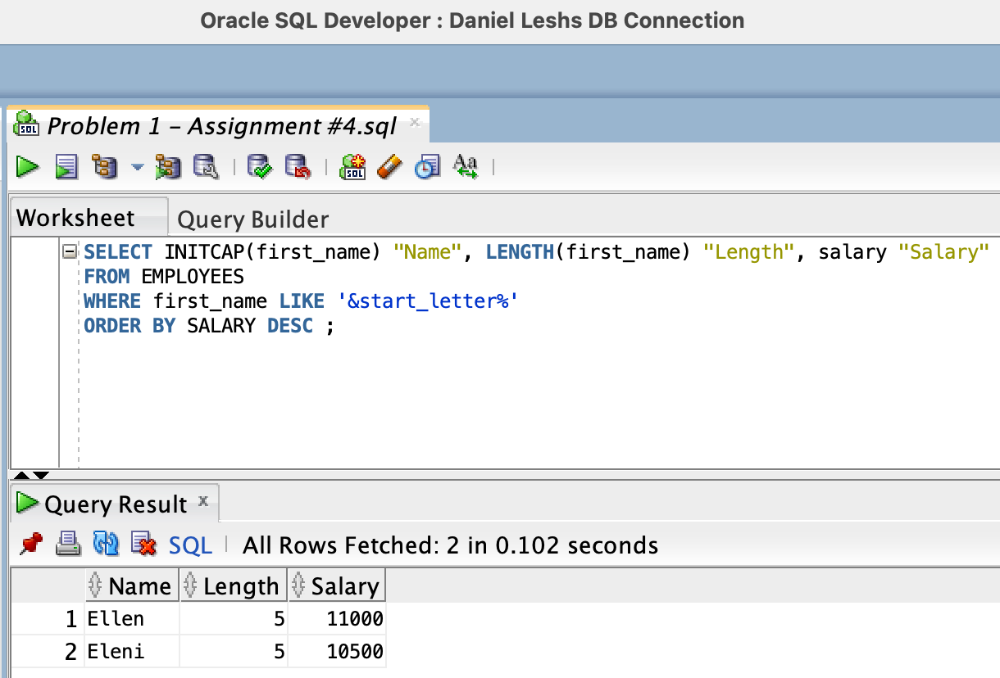 Oracle SQL Developer : Daniel Leshs DB Connection
Problem 1 – Assignment #4.sql
Worksheet Query Builder
SELECT INITCAP(first_name) "Name", LENGTH(first_name) "Length", salary "Salary"
FROM EMPLOYEES
WHERE first_name LIKE '&start_letter%'
ORDER BY SALARY DESC ;
Query Result
SQL All Rows Fetched: 2 in 0.102 seconds
Name Length Salary
1 Ellen 5 11000
2 Eleni 5 10500